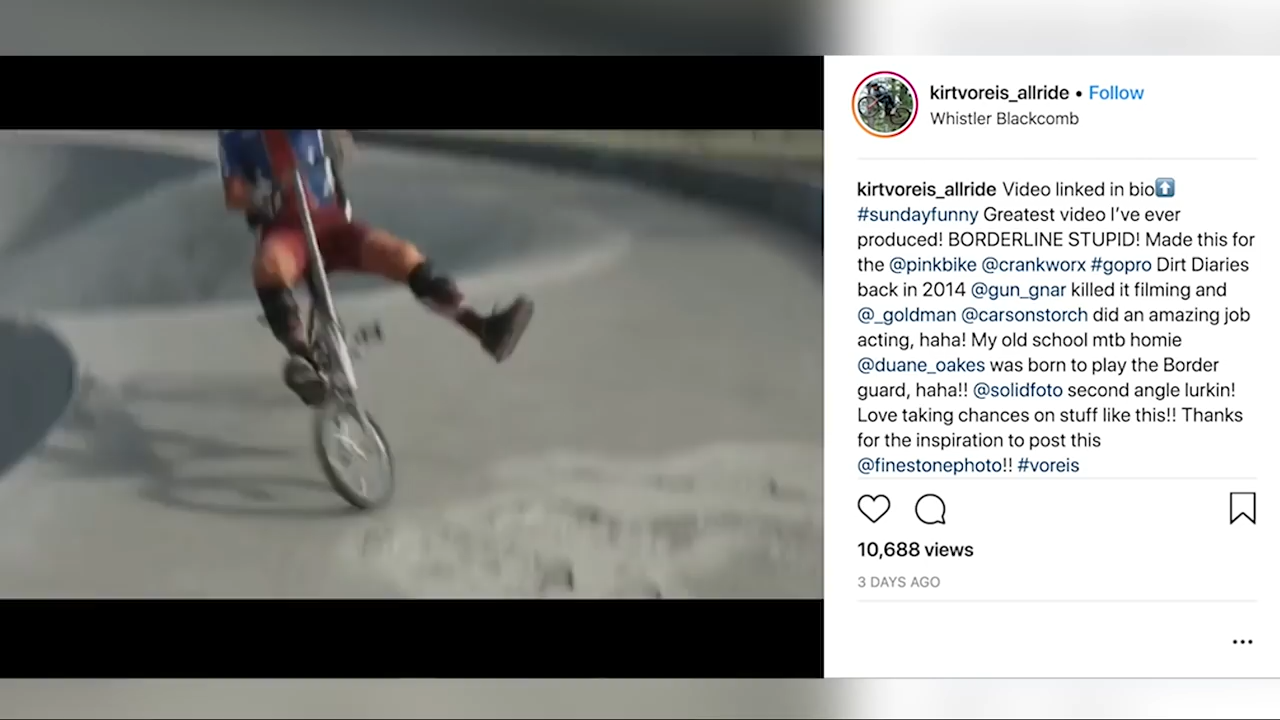 kirtvoreis_allride • Follow
Whistler Blackcomb
kirtvoreis_allride Video linked in bio⬆️
#sundayfunny Greatest video I’ve ever
produced! BORDERLINE STUPID! Made this for
the @pinkbike @crankworx #gopro Dirt Diaries
back in 2014 @gun_gnar killed it filming and
@_goldman @carsonstorch did an amazing job
acting, haha! My old school mtb homie
@duane_oakes was born to play the Border
guard, haha!! @solidfoto second angle lurkin!
Love taking chances on stuff like this!! Thanks
for the inspiration to post this
@finestonephoto!! #voreis
10,688 views
3 DAYS AGO